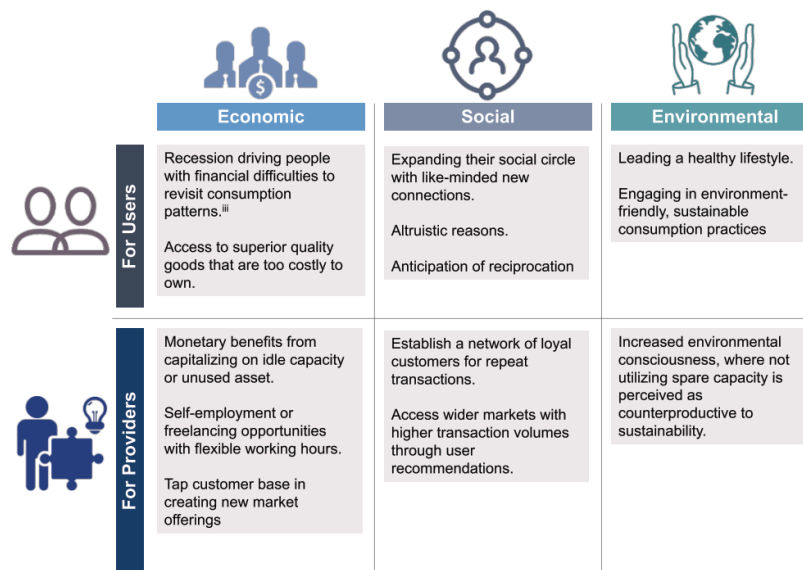 $
Economic
Social
Environmental
For Users
Recession driving people
with financial difficulties to
revisit consumption
patterns.ⁱⁱⁱ
Access to superior quality
goods that are too costly to
own.
Expanding their social circle
with like-minded new
connections.
Altruistic reasons.
Anticipation of reciprocation
Leading a healthy lifestyle.
Engaging in environment-
friendly, sustainable
consumption practices
For Providers
Monetary benefits from
capitalizing on idle capacity
or unused asset.
Self-employment or
freelancing opportunities
with flexible working hours.
Tap customer base in
creating new market
offerings
Establish a network of loyal
customers for repeat
transactions.
Access wider markets with
higher transaction volumes
through user
recommendations.
Increased environmental
consciousness, where not
utilizing spare capacity is
perceived as
counterproductive to
sustainability.